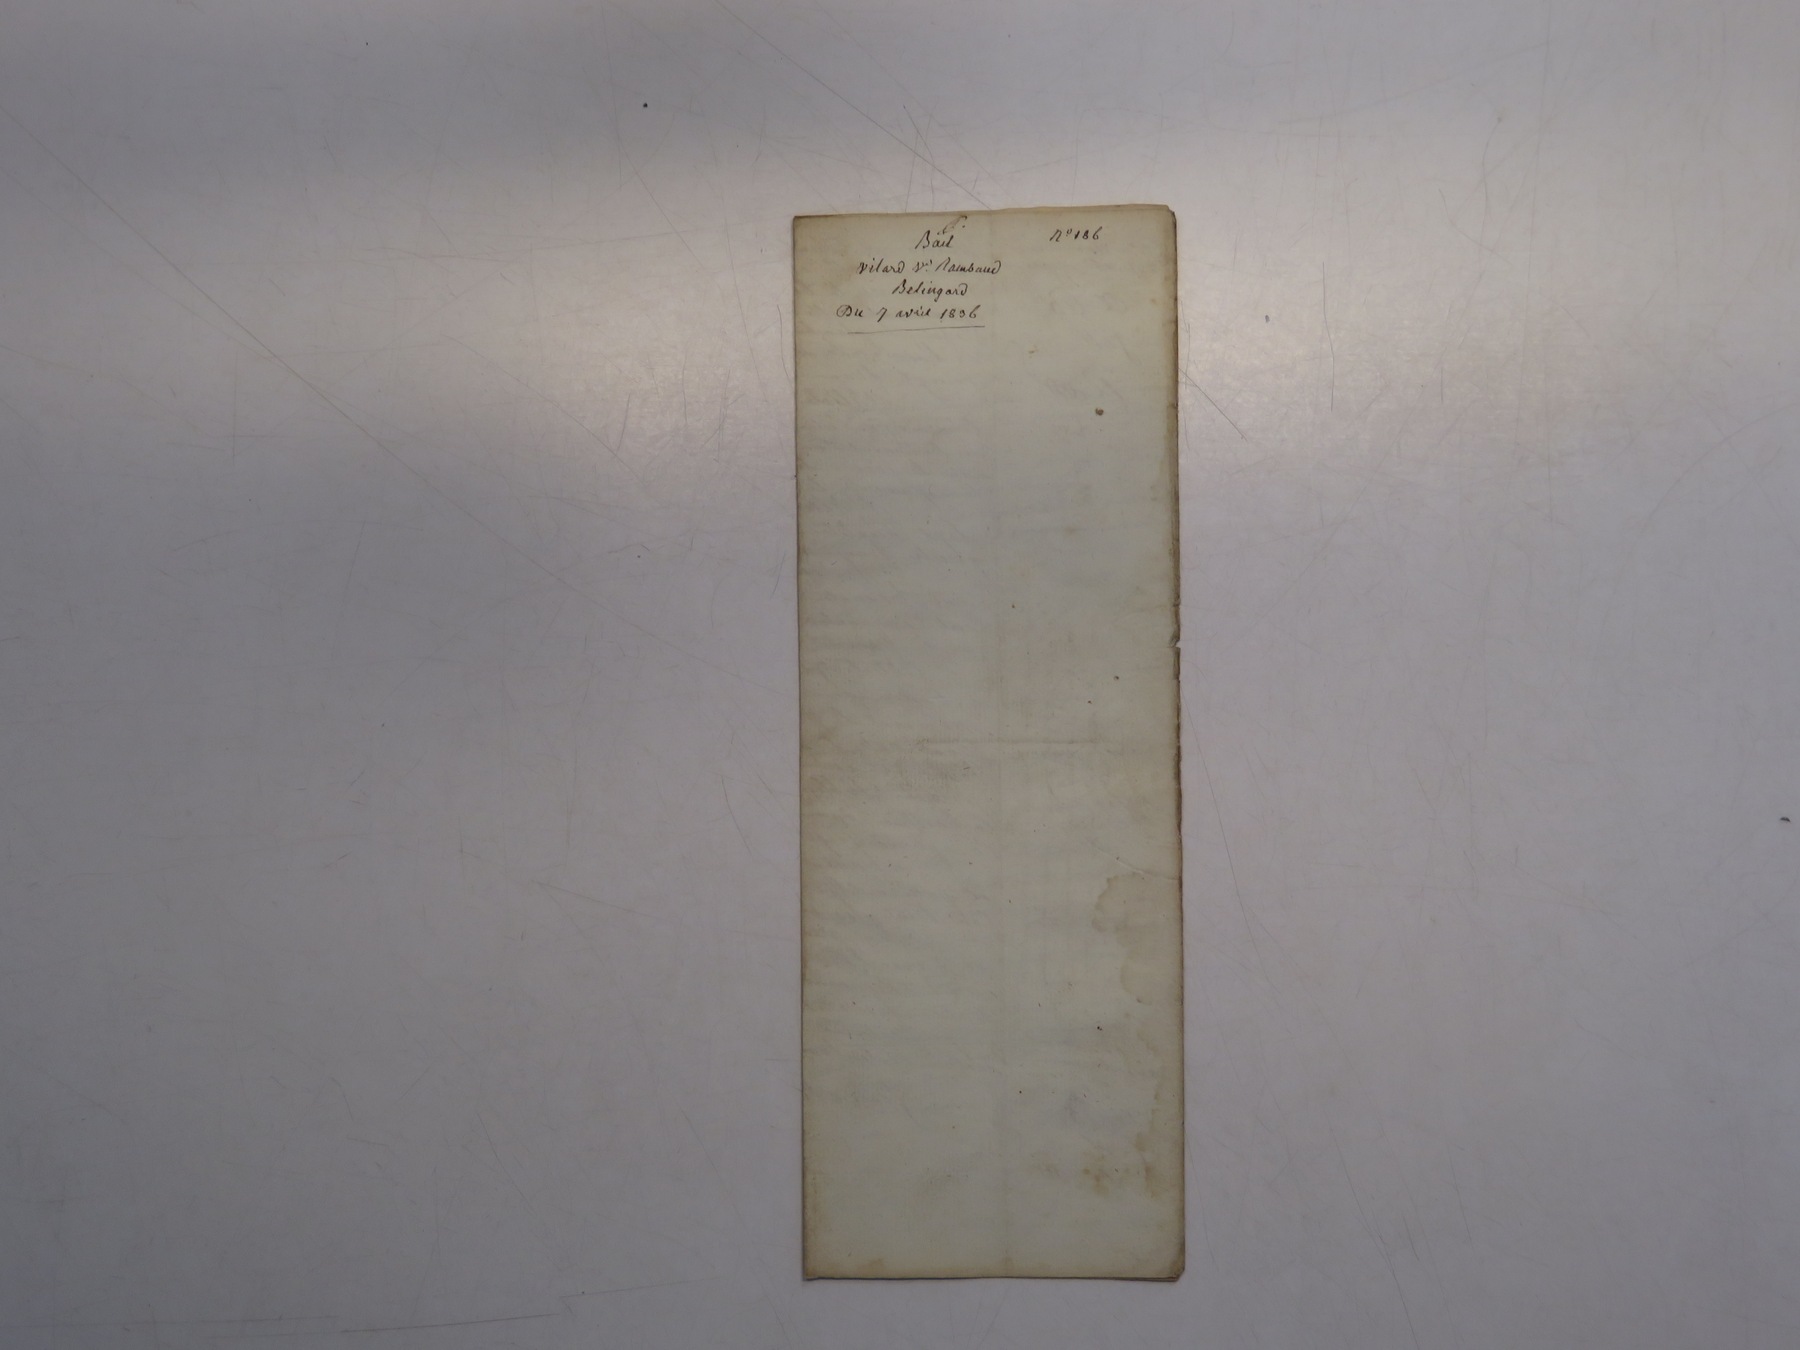 Bail
N° 186
Vilard Vve Rambaud
Belingard
Du 7 avril 1836